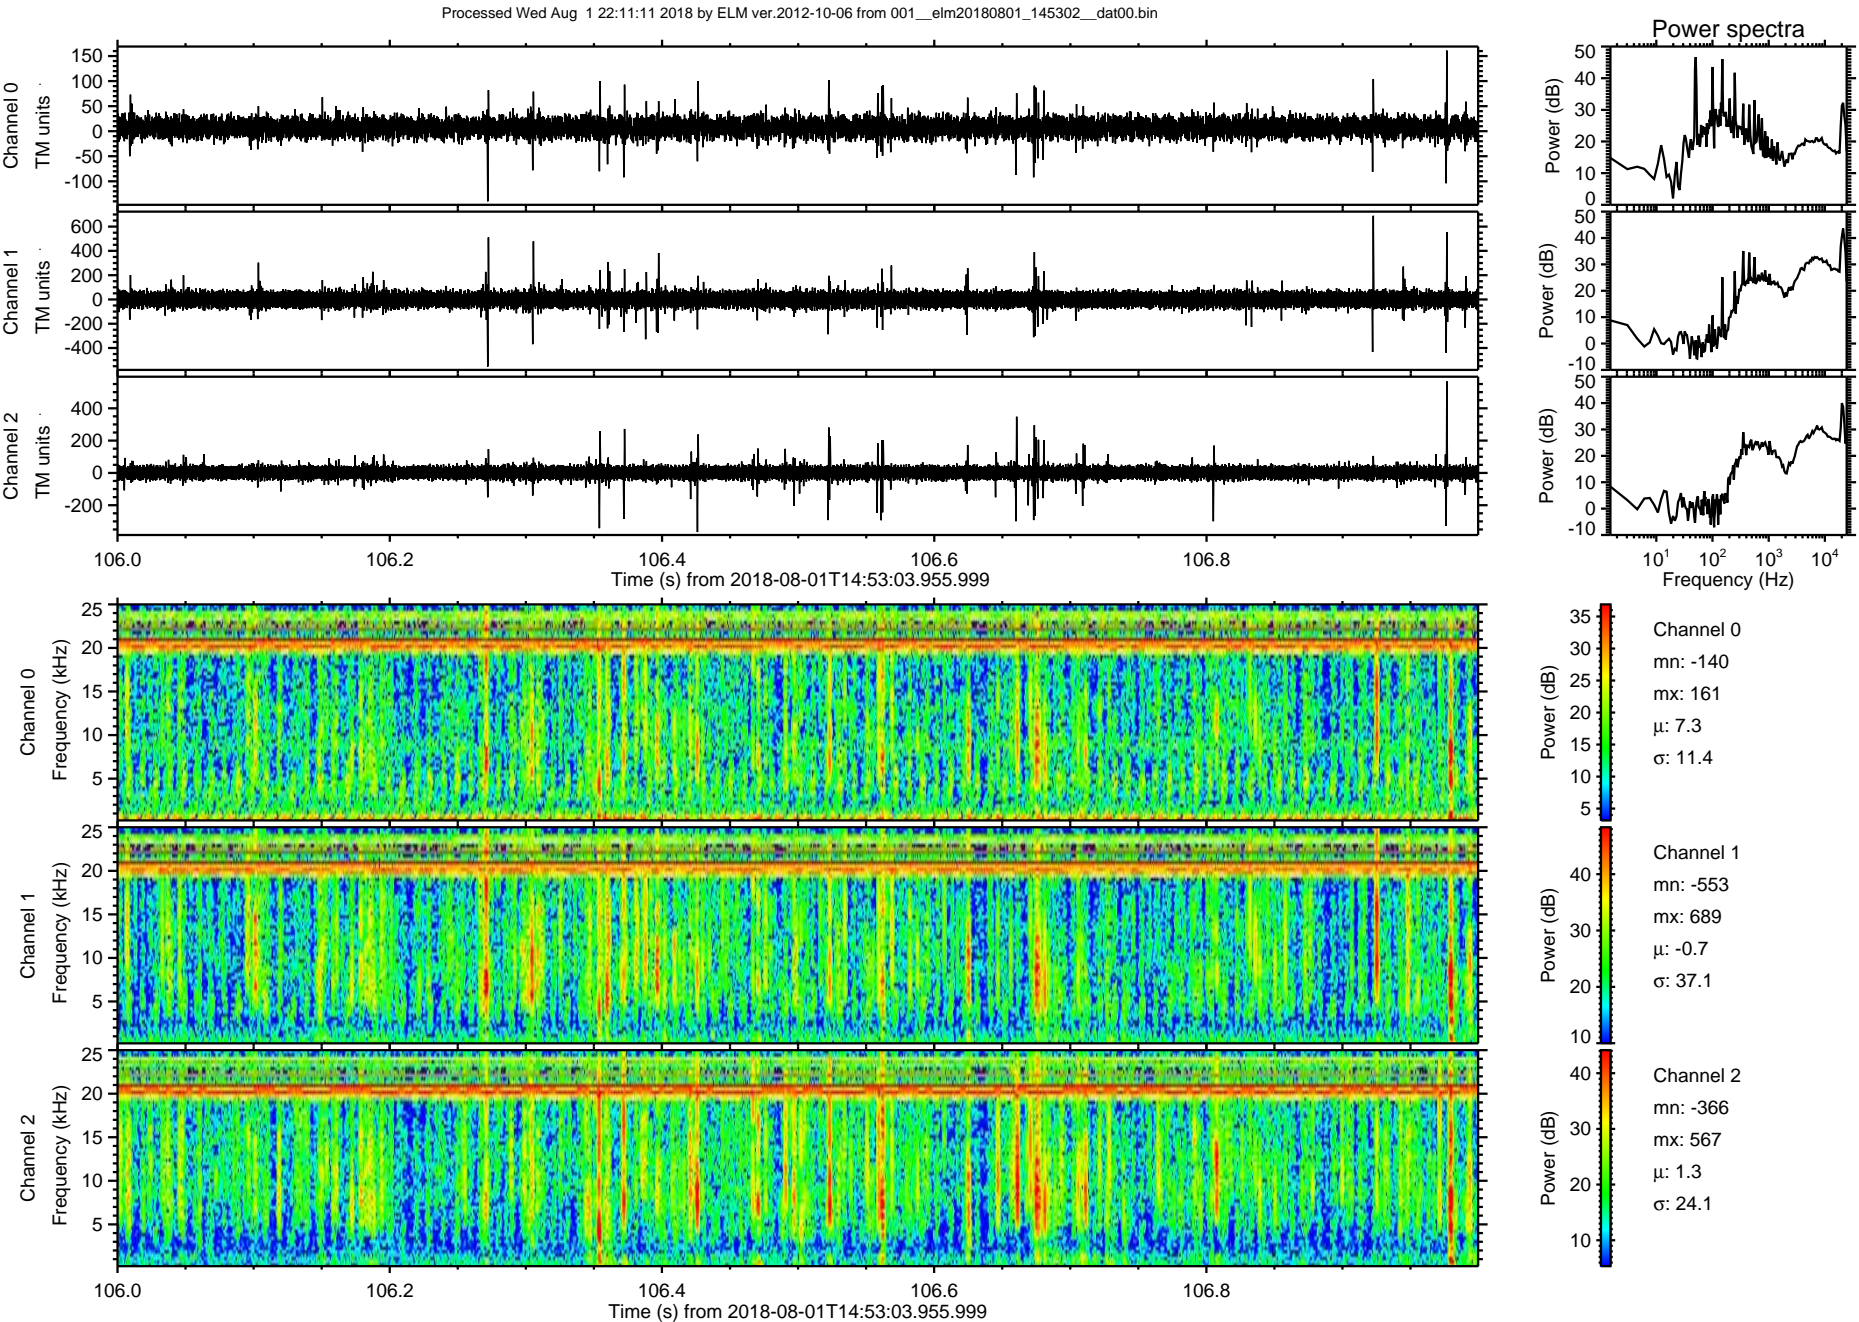 Processed Wed Aug  1 22:11:11 2018 by ELM ver.2012-10-06 from 001__elm20180801_145302__dat00.bin
Power spectra
Channel 0
TM units
150
100
50
0
-50
-100
Power (dB)
50
40
30
20
10
0
Channel 1
TM units
600
400
200
0
-200
-400
Power (dB)
50
40
30
20
10
0
-10
Channel 2
TM units
400
200
0
-200
Power (dB)
50
40
30
20
10
0
-10
106.0 106.2 106.4 106.6 106.8
Time (s) from 2018-08-01T14:53:03.955.999
10¹ 10² 10³ 10⁴
Frequency (Hz)
Channel 0
Frequency (kHz)
25
20
15
10
5
Power (dB)
35
30
25
20
15
10
5
Channel 0
mn: -140
mx: 161
μ: 7.3
σ: 11.4
Channel 1
Frequency (kHz)
25
20
15
10
5
Power (dB)
40
30
20
10
Channel 1
mn: -553
mx: 689
μ: -0.7
σ: 37.1
Channel 2
Frequency (kHz)
25
20
15
10
5
Power (dB)
40
30
20
10
Channel 2
mn: -366
mx: 567
μ: 1.3
σ: 24.1
106.0 106.2 106.4 106.6 106.8
Time (s) from 2018-08-01T14:53:03.955.999